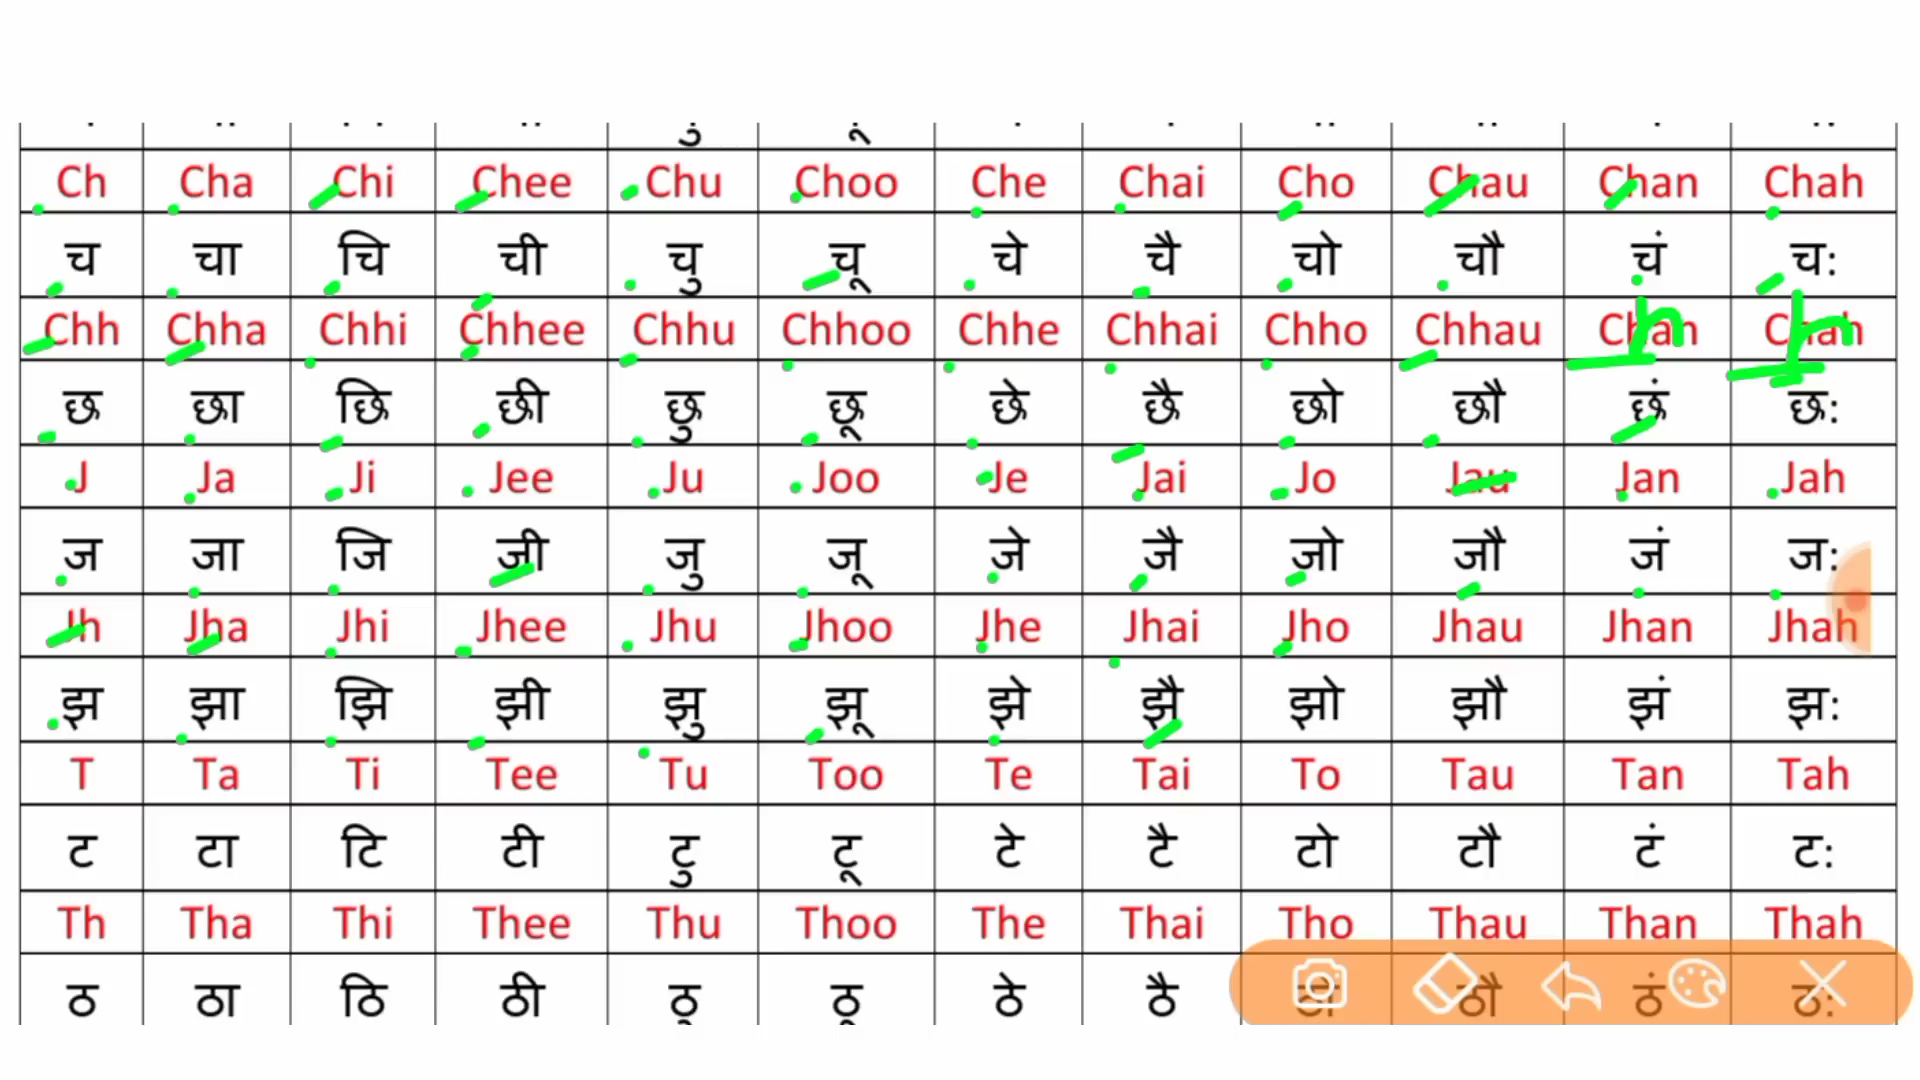 Ch Cha Chi Chee Chu Choo Che Chai Cho Chau Chan Chah
च चा चि ची चु चू चे चै चो चौ चं च:
Chh Chha Chhi Chhee Chhu Chhoo Chhe Chhai Chho Chhau Chan Chah
छ छा छि छी छु छू छे छै छो छौ छं छ:
J Ja Ji Jee Ju Joo Je Jai Jo Jau Jan Jah
ज जा जि जी जु जू जे जै जो जौ जं ज:
Jh Jha Jhi Jhee Jhu Jhoo Jhe Jhai Jho Jhau Jhan Jhah
झ झा झि झी झु झू झे झै झो झौ झं झ:
T Ta Ti Tee Tu Too Te Tai To Tau Tan Tah
ट टा टि टी टु टू टे टै टो टौ टं ट:
Th Tha Thi Thee Thu Thoo The Thai Tho Thau Than Thah
ठ ठा ठि ठी ठु ठू ठे ठै ठो ठौ ठं ठ: